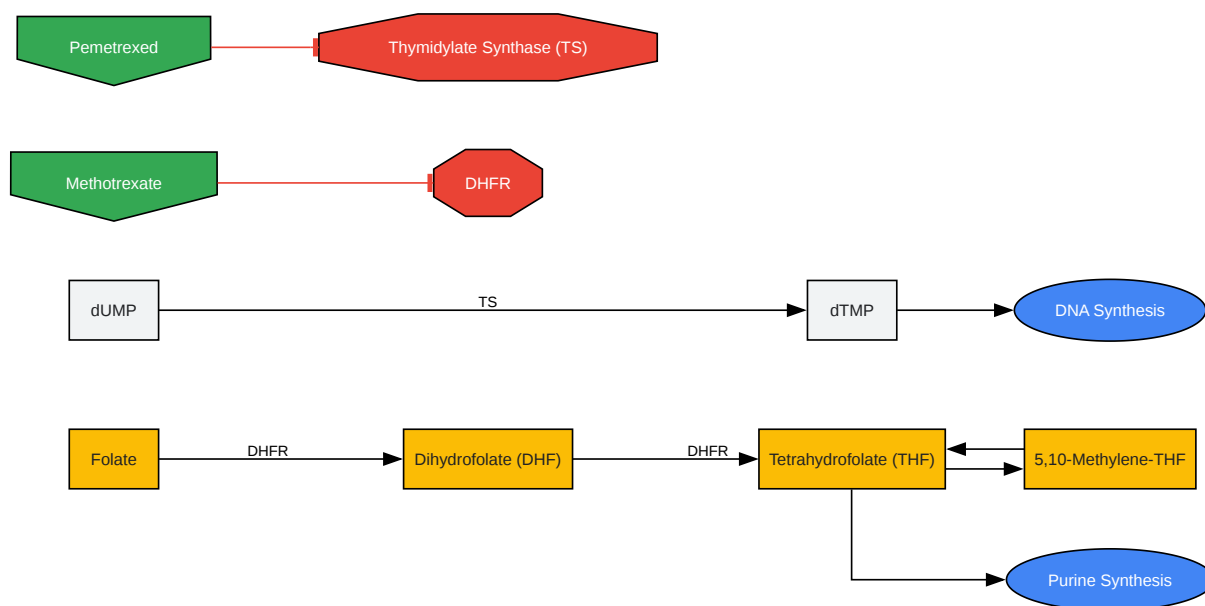 Pemetrexed
Thymidylate Synthase (TS)
Methotrexate
DHFR
dUMP
TS
dTMP
DNA Synthesis
Folate
DHFR
Dihydrofolate (DHF)
DHFR
Tetrahydrofolate (THF)
5,10-Methylene-THF
Purine Synthesis